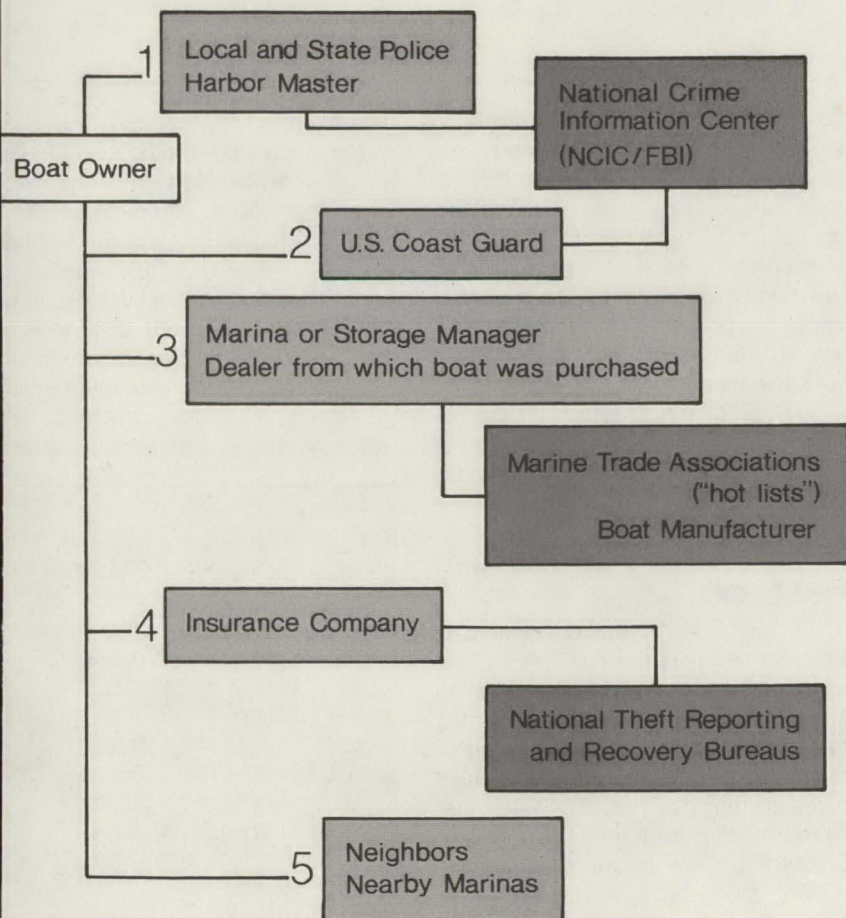 1
Local and State Police
Harbor Master
National Crime
Information Center
(NCIC/FBI)
Boat Owner
2
U.S. Coast Guard
3
Marina or Storage Manager
Dealer from which boat was purchased
Marine Trade Associations
("hot lists")
Boat Manufacturer
4
Insurance Company
National Theft Reporting
and Recovery Bureaus
5
Neighbors
Nearby Marinas